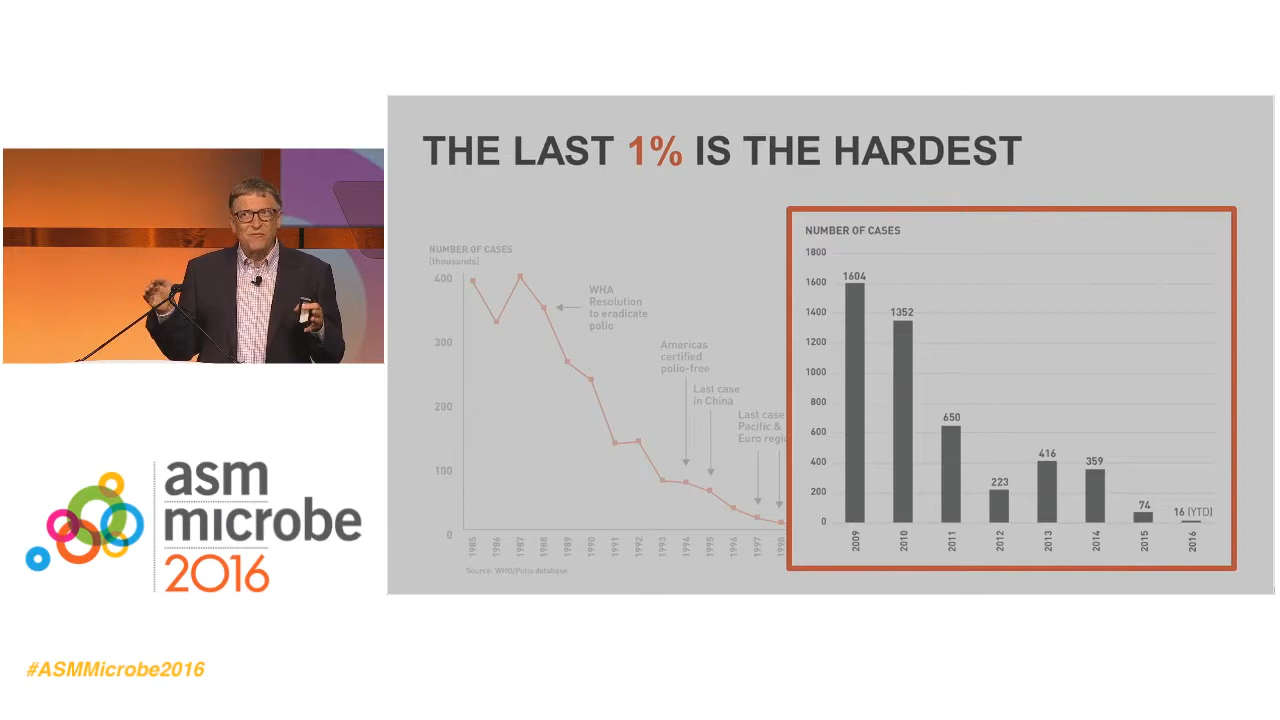 THE LAST 1% IS THE HARDEST
NUMBER OF CASES
[thousands]
400
300
200
100
0
WHA
Resolution
to eradicate
polio
Americas
certified
polio-free
Last case
in China
Last case
Pacific &
Euro regi
1985
1986
1987
1988
1989
1990
1991
1992
1993
1994
1995
1996
1997
1998
Source: WHO/Polio database
NUMBER OF CASES
1800
1600
1400
1200
1000
800
600
400
200
0
1604
1352
650
223
416
359
74
16 (YTD)
2009
2010
2011
2012
2013
2014
2015
2016
asm
microbe
2016
#ASMMicrobe2016